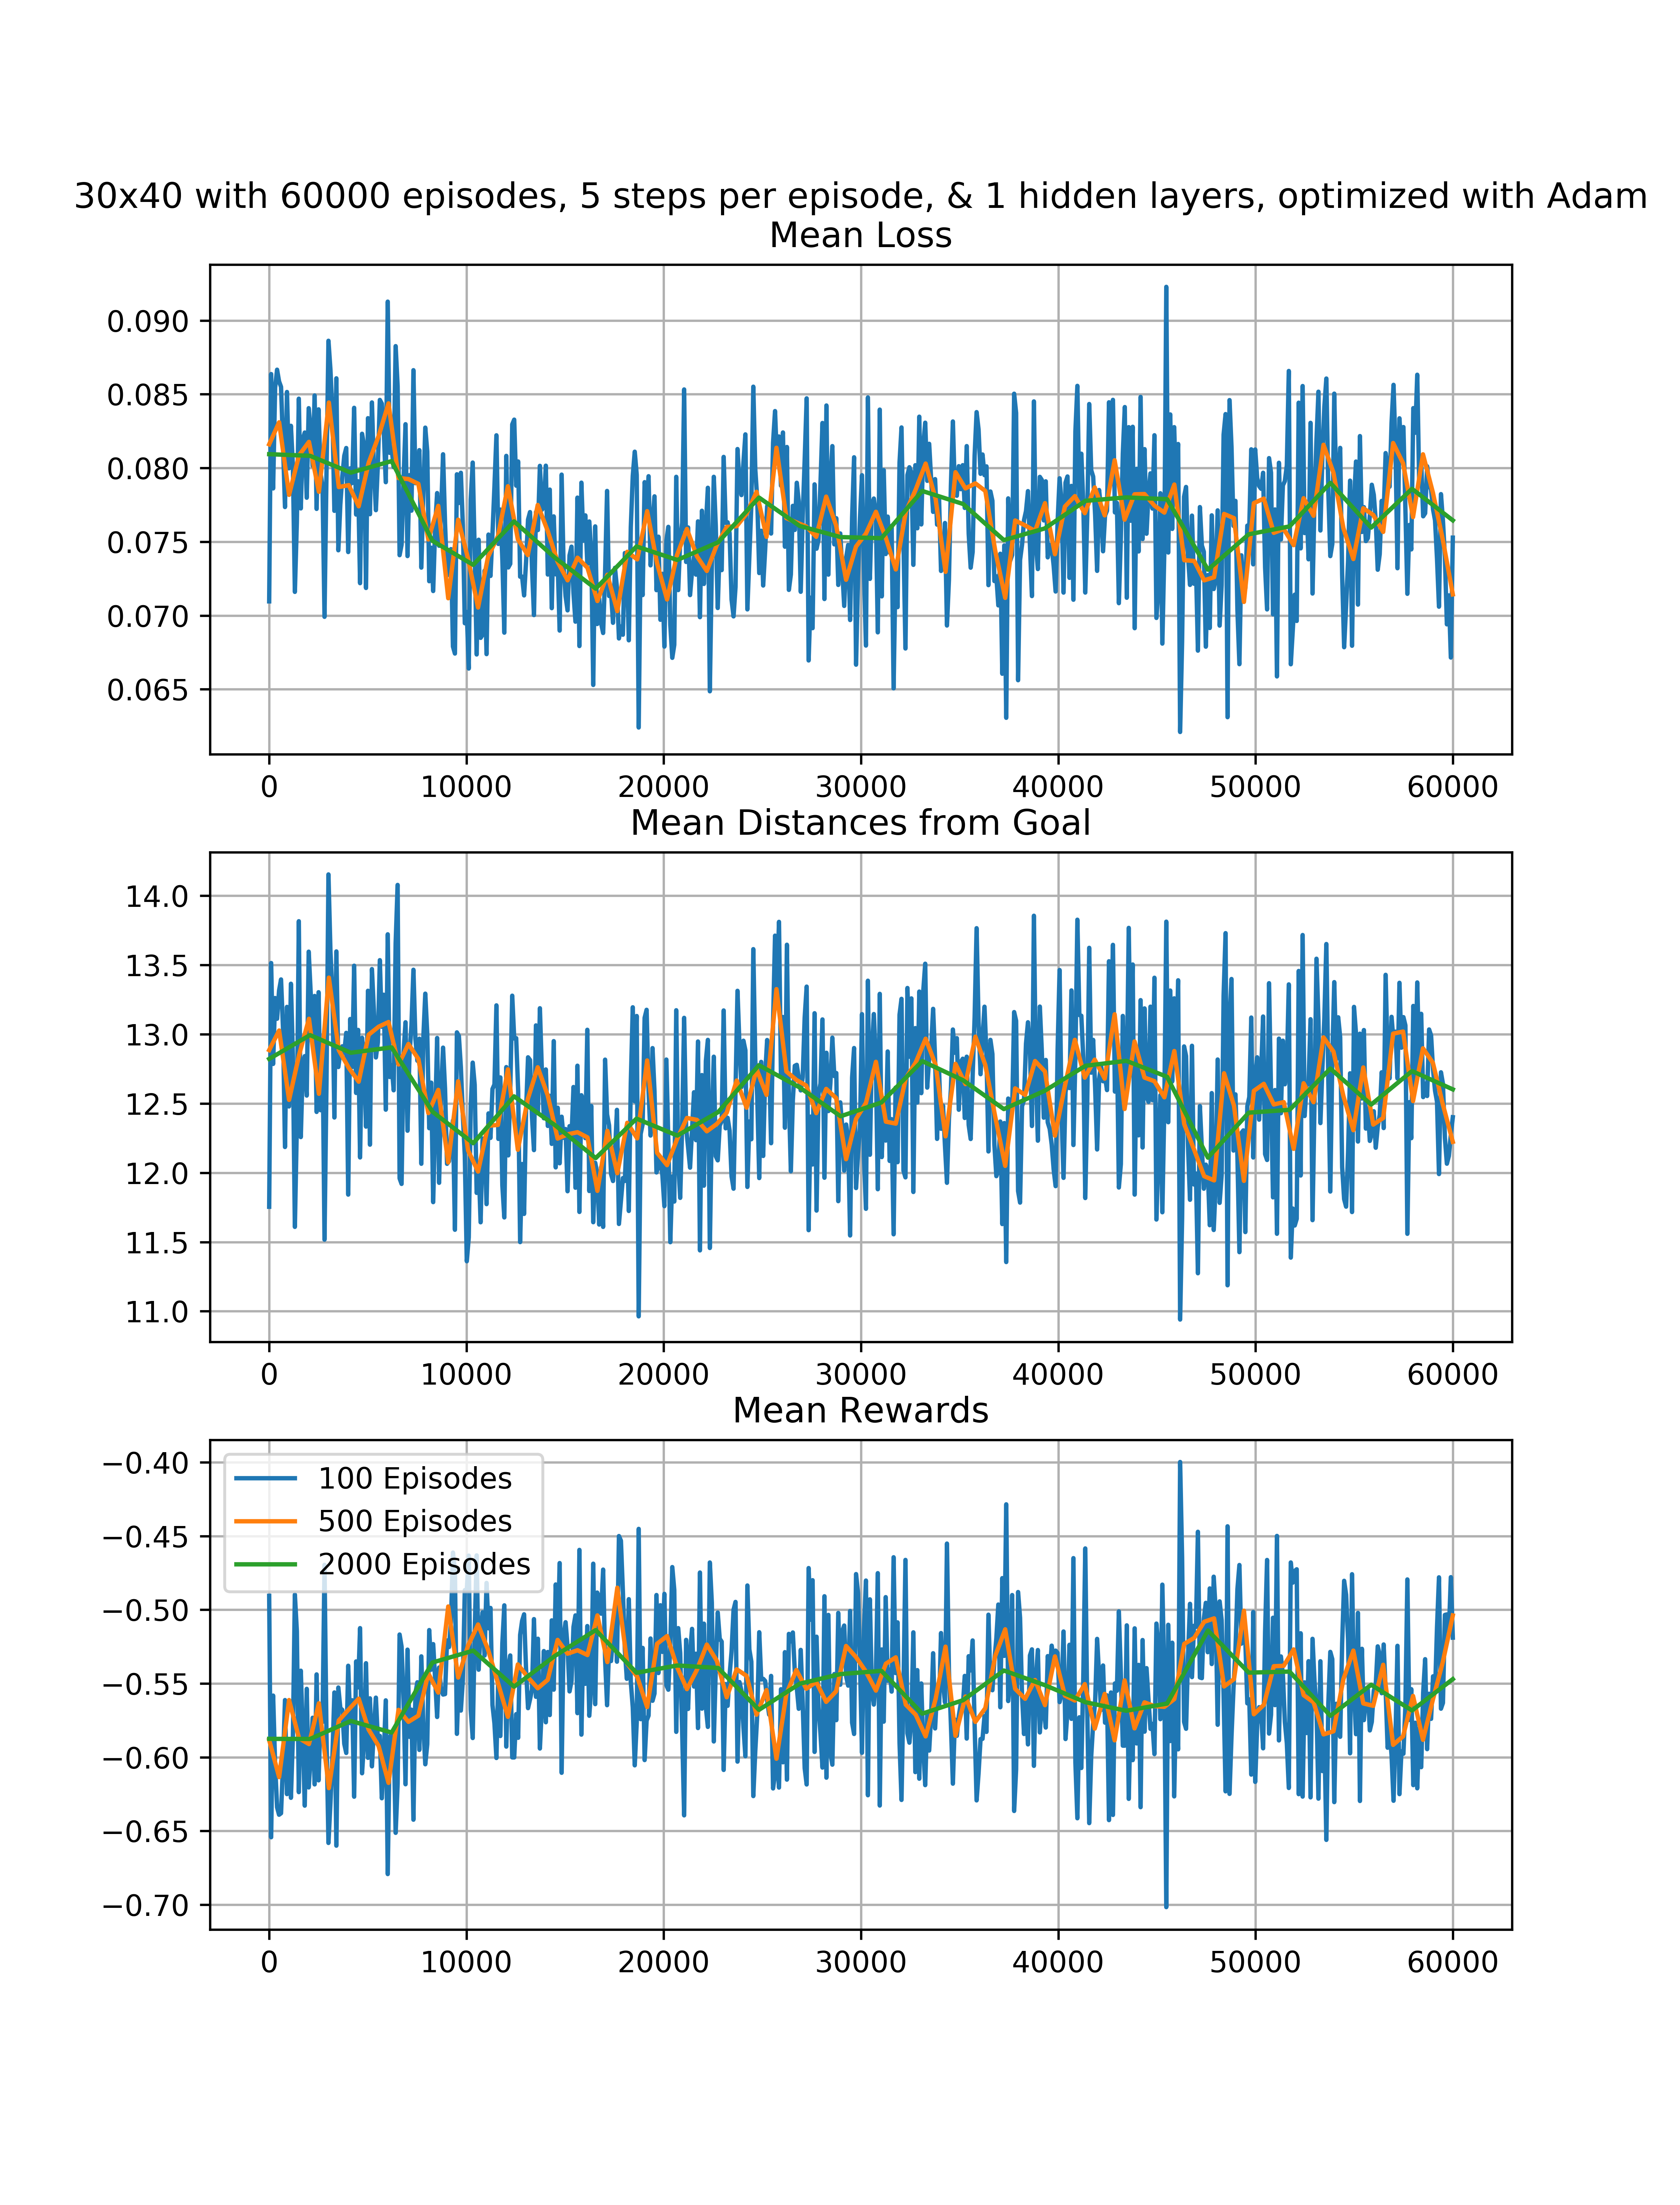 30x40 with 60000 episodes, 5 steps per episode, & 1 hidden layers, optimized with Adam
Mean Loss
0.090
0.085
0.080
0.075
0.070
0.065
0 10000 20000 30000 40000 50000 60000
Mean Distances from Goal
14.0
13.5
13.0
12.5
12.0
11.5
11.0
0 10000 20000 30000 40000 50000 60000
Mean Rewards
−0.40
−0.45
−0.50
−0.55
−0.60
−0.65
−0.70
100 Episodes
500 Episodes
2000 Episodes
0 10000 20000 30000 40000 50000 60000